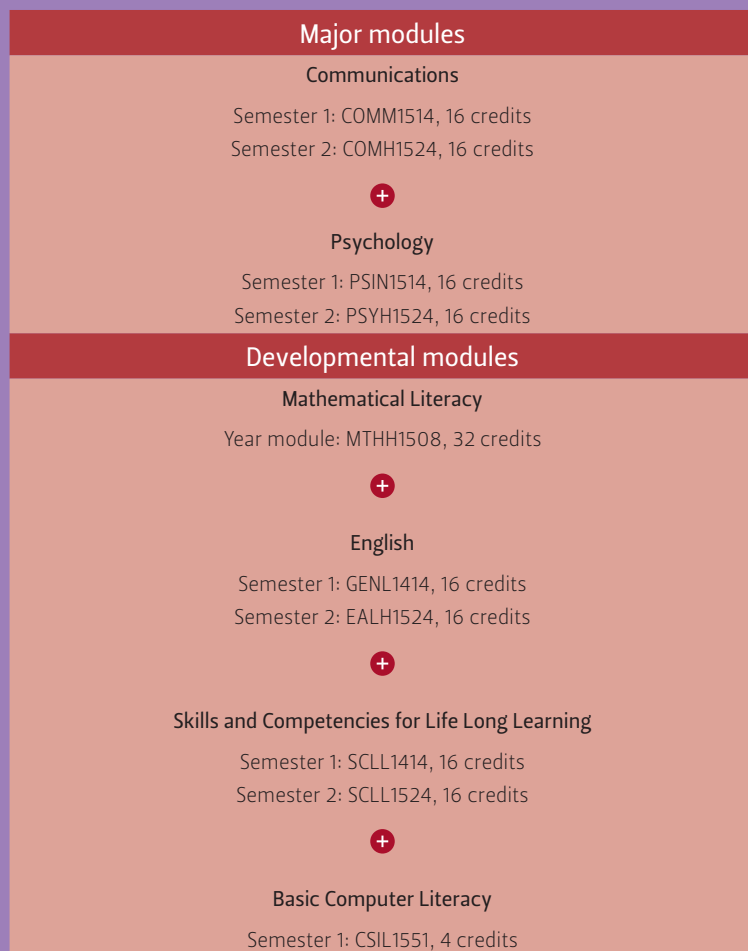 Major modules
Communications
Semester 1: COMM1514, 16 credits
Semester 2: COMH1524, 16 credits
+
Psychology
Semester 1: PSIN1514, 16 credits
Semester 2: PSYH1524, 16 credits
Developmental modules
Mathematical Literacy
Year module: MTHH1508, 32 credits
+
English
Semester 1: GENL1414, 16 credits
Semester 2: EALH1524, 16 credits
+
Skills and Competencies for Life Long Learning
Semester 1: SCLL1414, 16 credits
Semester 2: SCLL1524, 16 credits
+
Basic Computer Literacy
Semester 1: CSIL1551, 4 credits